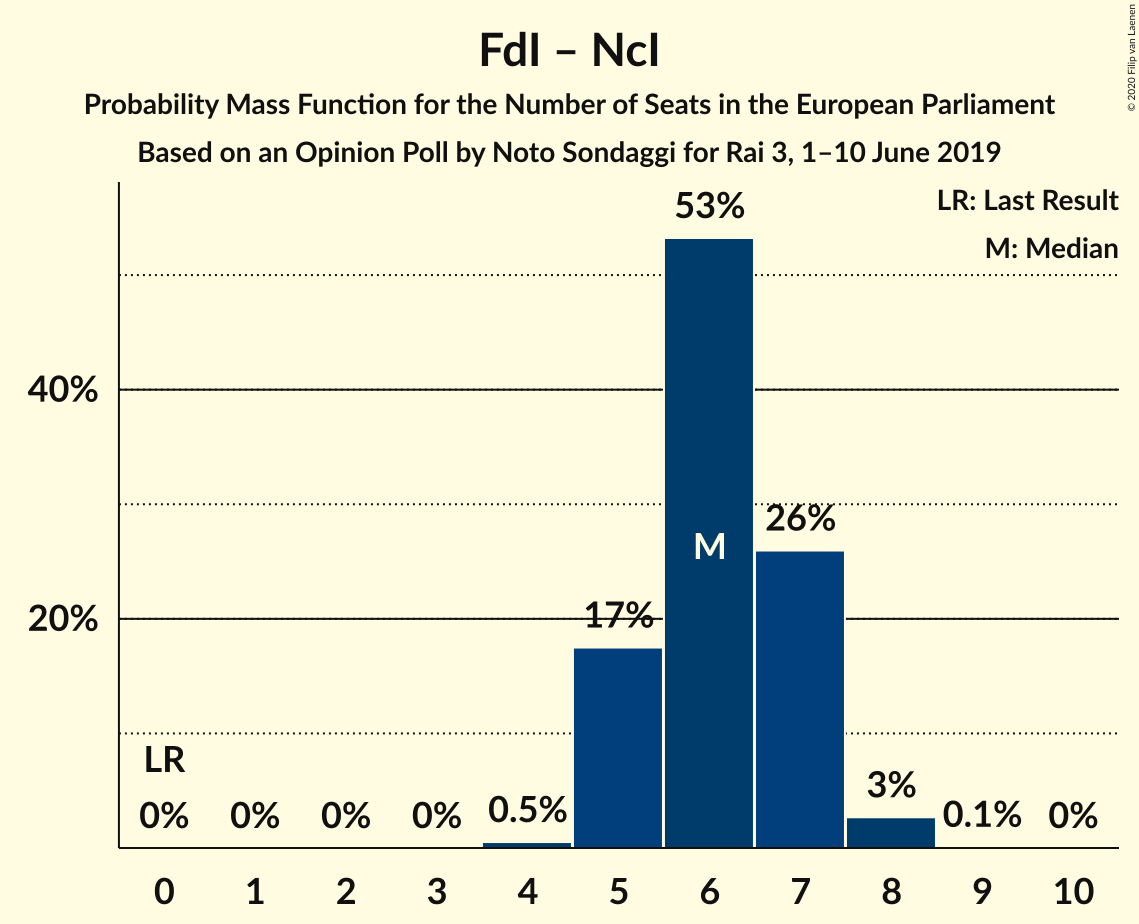 FdI – NcI
Probability Mass Function for the Number of Seats in the European Parliament
Based on an Opinion Poll by Noto Sondaggi for Rai 3, 1–10 June 2019
© 2020 Filip van Laenen
LR: Last Result
M: Median
53%
40%
26%
M
20%
17%
LR
0% 0% 0% 0% 0.5% 3% 0.1% 0%
0 1 2 3 4 5 6 7 8 9 10